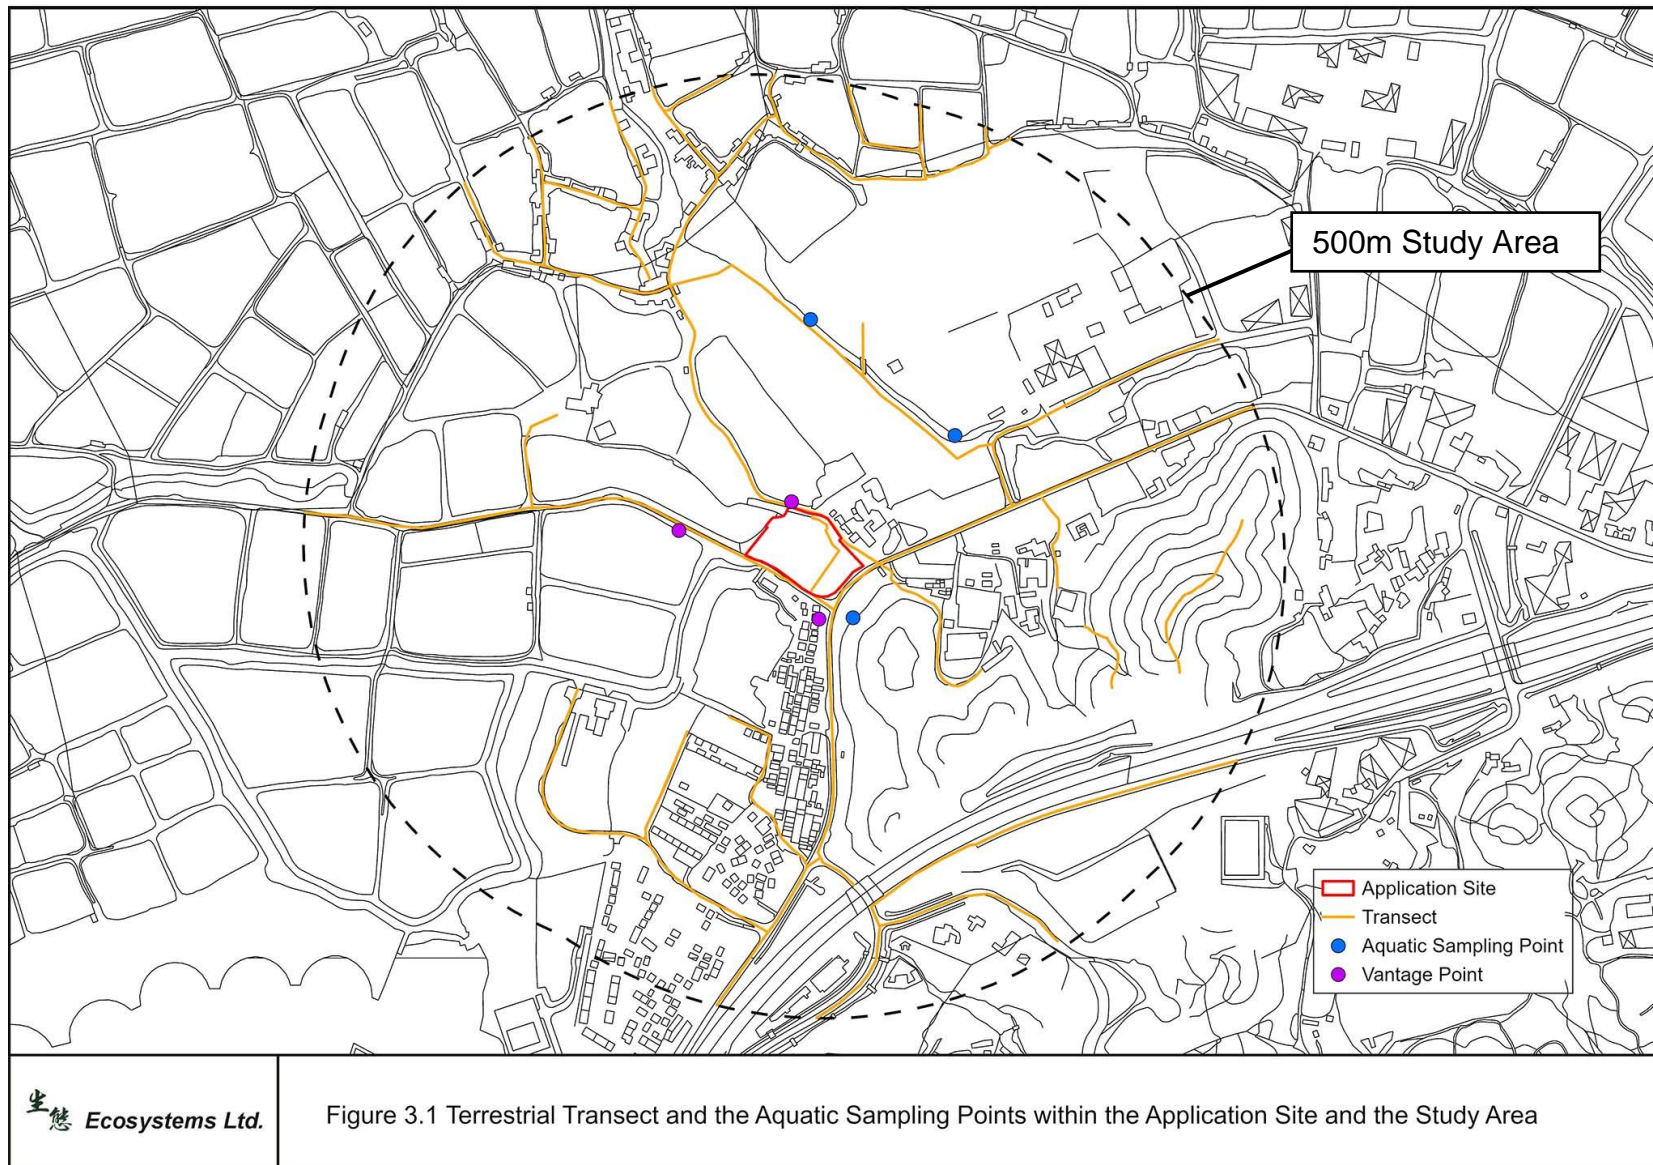 500m Study Area
Application Site
Transect
Aquatic Sampling Point
Vantage Point
生態 Ecosystems Ltd.
Figure 3.1 Terrestrial Transect and the Aquatic Sampling Points within the Application Site and the Study Area